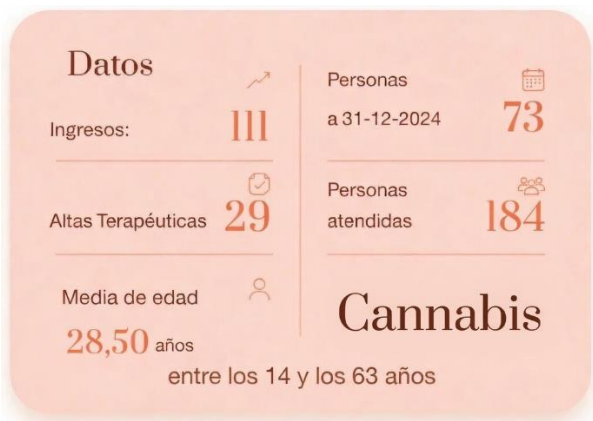 Datos
Ingresos: 111
Altas Terapéuticas 29
Media de edad
28,50 años
Personas
a 31-12-2024 73
Personas
atendidas 184
Cannabis
entre los 14 y los 63 años